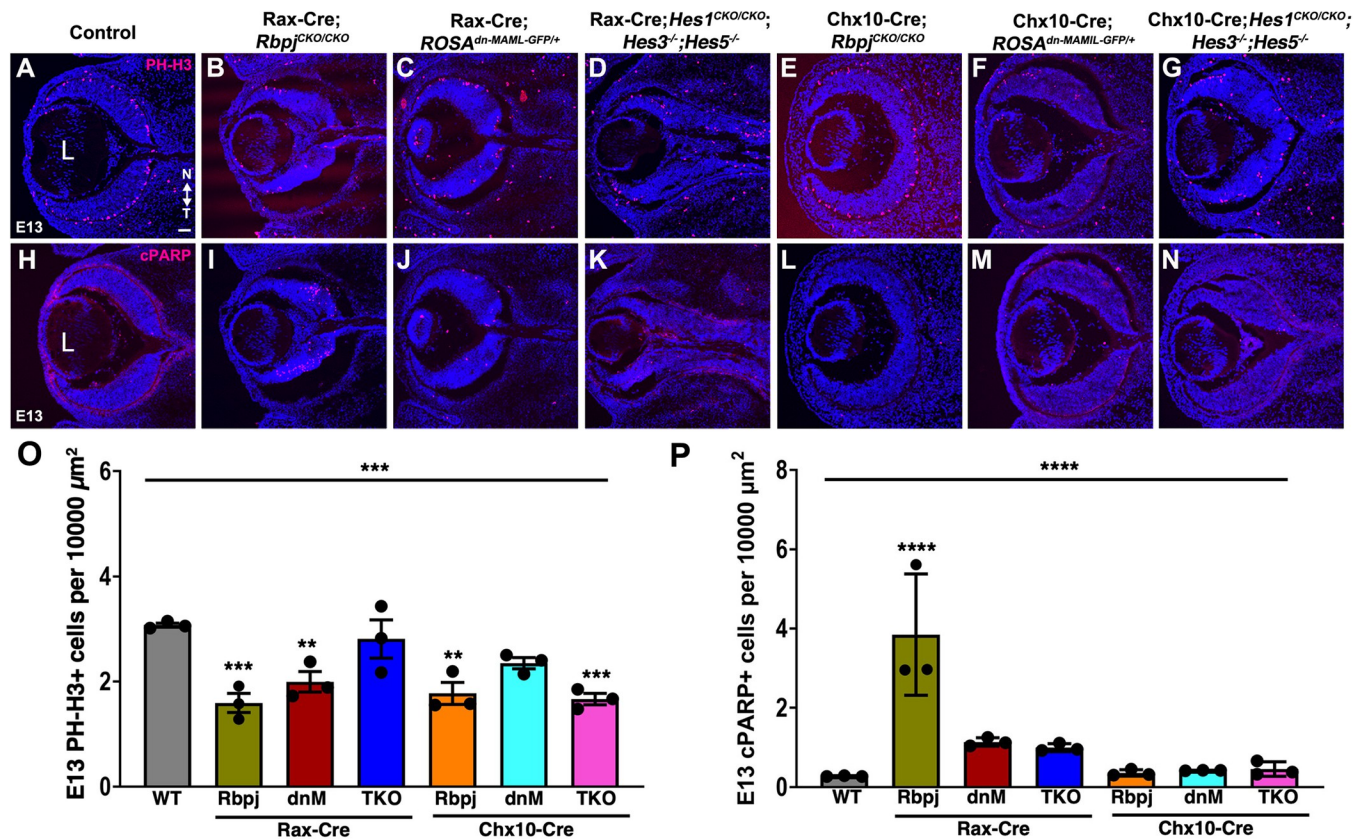 Control
Rax-Cre;
Rbpj^CKO/CKO
Rax-Cre;
ROSA^dn-MAML-GFP/+
Rax-Cre;Hes1^CKO/CKO;
Hes3^-/-;Hes5^-/-
Chx10-Cre;
Rbpj^CKO/CKO
Chx10-Cre;
ROSA^dn-MAMIL-GFP/+
Chx10-Cre;Hes1^CKO/CKO;
Hes3^-/-;Hes5^-/-
A
PH-H3
L
N
T
E13
B
C
D
E
F
G
H
cPARP
L
E13
I
J
K
L
M
N
O
E13 PH-H3+ cells per 10000 µm²
6
4
2
0
***
***
**
**
***
WT
Rbpj
dnM
TKO
Rbpj
dnM
TKO
Rax-Cre
Chx10-Cre
P
E13 cPARP+ cells per 10000 µm²
8
6
4
2
0
****
****
WT
Rbpj
dnM
TKO
Rbpj
dnM
TKO
Rax-Cre
Chx10-Cre